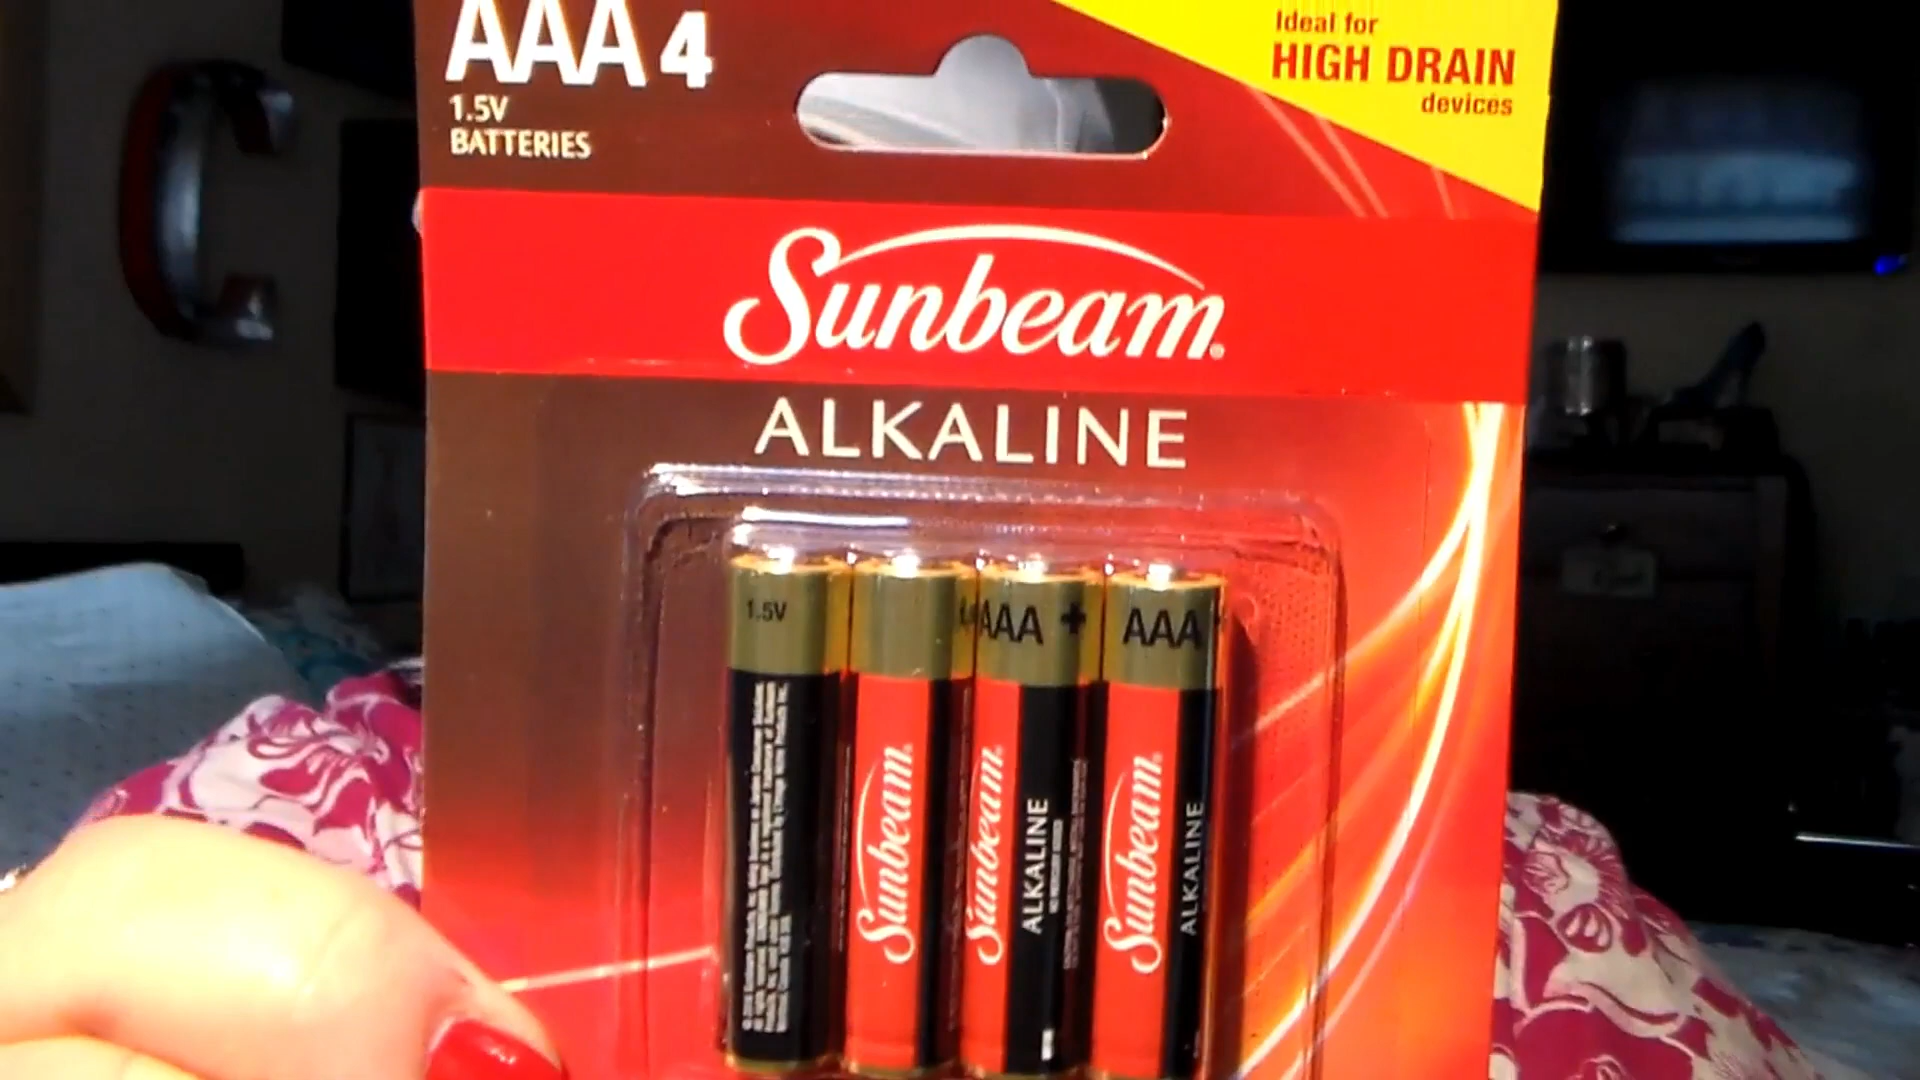 AAA 4
1.5V
BATTERIES
Ideal for
HIGH DRAIN
devices
Sunbeam
ALKALINE
1.5V
AAA +
AAA
Sunbeam
Sunbeam
ALKALINE
Sunbeam
ALKALINE